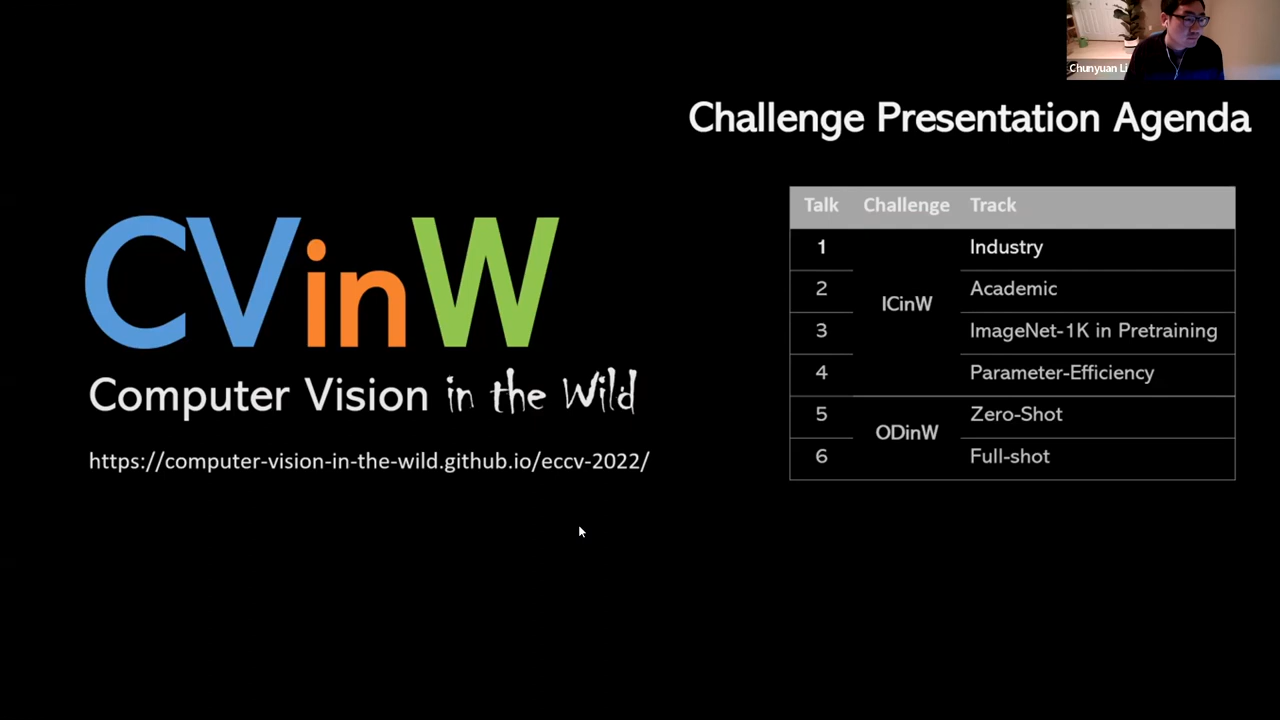 Chunyuan Li
Challenge Presentation Agenda
CVinW
Computer Vision in the Wild
https://computer-vision-in-the-wild.github.io/eccv-2022/
Talk Challenge Track
1 Industry
2 Academic
ICinW
3 ImageNet-1K in Pretraining
4 Parameter-Efficiency
5 Zero-Shot
ODinW
6 Full-shot